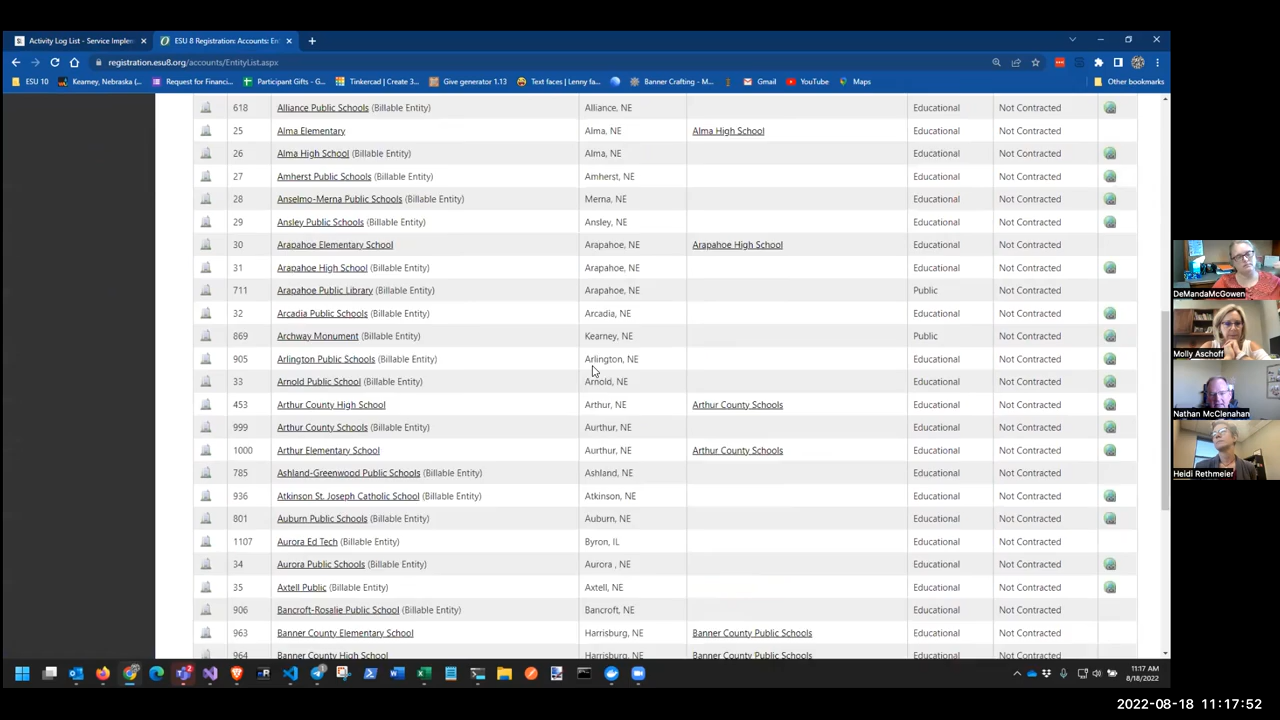 Activity Log List - Service Implem
ESU 8 Registration: Accounts: En
registration.esu8.org/accounts/EntityList.aspx
ESU 10 Kearney, Nebraska ( Request for Financi... Participant Gifts - G... Tinkercad | Create 3... Give generator 1.13 Text faces | Lenny fa... Banner Crafting - M... Gmail YouTube Maps Other bookmarks
618 Alliance Public Schools (Billable Entity) Alliance, NE Educational Not Contracted
25 Alma Elementary Alma, NE Alma High School Educational Not Contracted
26 Alma High School (Billable Entity) Alma, NE Educational Not Contracted
27 Amherst Public Schools (Billable Entity) Amherst, NE Educational Not Contracted
28 Anselmo-Merna Public Schools (Billable Entity) Merna, NE Educational Not Contracted
29 Ansley Public Schools (Billable Entity) Ansley, NE Educational Not Contracted
30 Arapahoe Elementary School Arapahoe, NE Arapahoe High School Educational Not Contracted
31 Arapahoe High School (Billable Entity) Arapahoe, NE Educational Not Contracted
711 Arapahoe Public Library (Billable Entity) Arapahoe, NE Public Not Contracted
32 Arcadia Public Schools (Billable Entity) Arcadia, NE Educational Not Contracted
869 Archway Monument (Billable Entity) Kearney, NE Public Not Contracted
905 Arlington Public Schools (Billable Entity) Arlington, NE Educational Not Contracted
33 Arnold Public School (Billable Entity) Arnold, NE Educational Not Contracted
453 Arthur County High School Arthur, NE Arthur County Schools Educational Not Contracted
999 Arthur County Schools (Billable Entity) Aurthur, NE Educational Not Contracted
1000 Arthur Elementary School Aurthur, NE Arthur County Schools Educational Not Contracted
785 Ashland-Greenwood Public Schools (Billable Entity) Ashland, NE Educational Not Contracted
936 Atkinson St. Joseph Catholic School (Billable Entity) Atkinson, NE Educational Not Contracted
801 Auburn Public Schools (Billable Entity) Auburn, NE Educational Not Contracted
1107 Aurora Ed Tech (Billable Entity) Byron, IL Educational Not Contracted
34 Aurora Public Schools (Billable Entity) Aurora , NE Educational Not Contracted
35 Axtell Public (Billable Entity) Axtell, NE Educational Not Contracted
906 Bancroft-Rosalie Public School (Billable Entity) Bancroft, NE Educational Not Contracted
963 Banner County Elementary School Harrisburg, NE Banner County Public Schools Educational Not Contracted
964 Banner County High School Harrisburg, NE Banner County Public Schools Educational Not Contracted
DeMandaMcGowen
Molly Aschoff
Nathan McClenahan
Heidi Rethmeier
11:17 AM
8/18/2022
2022-08-18 11:17:52